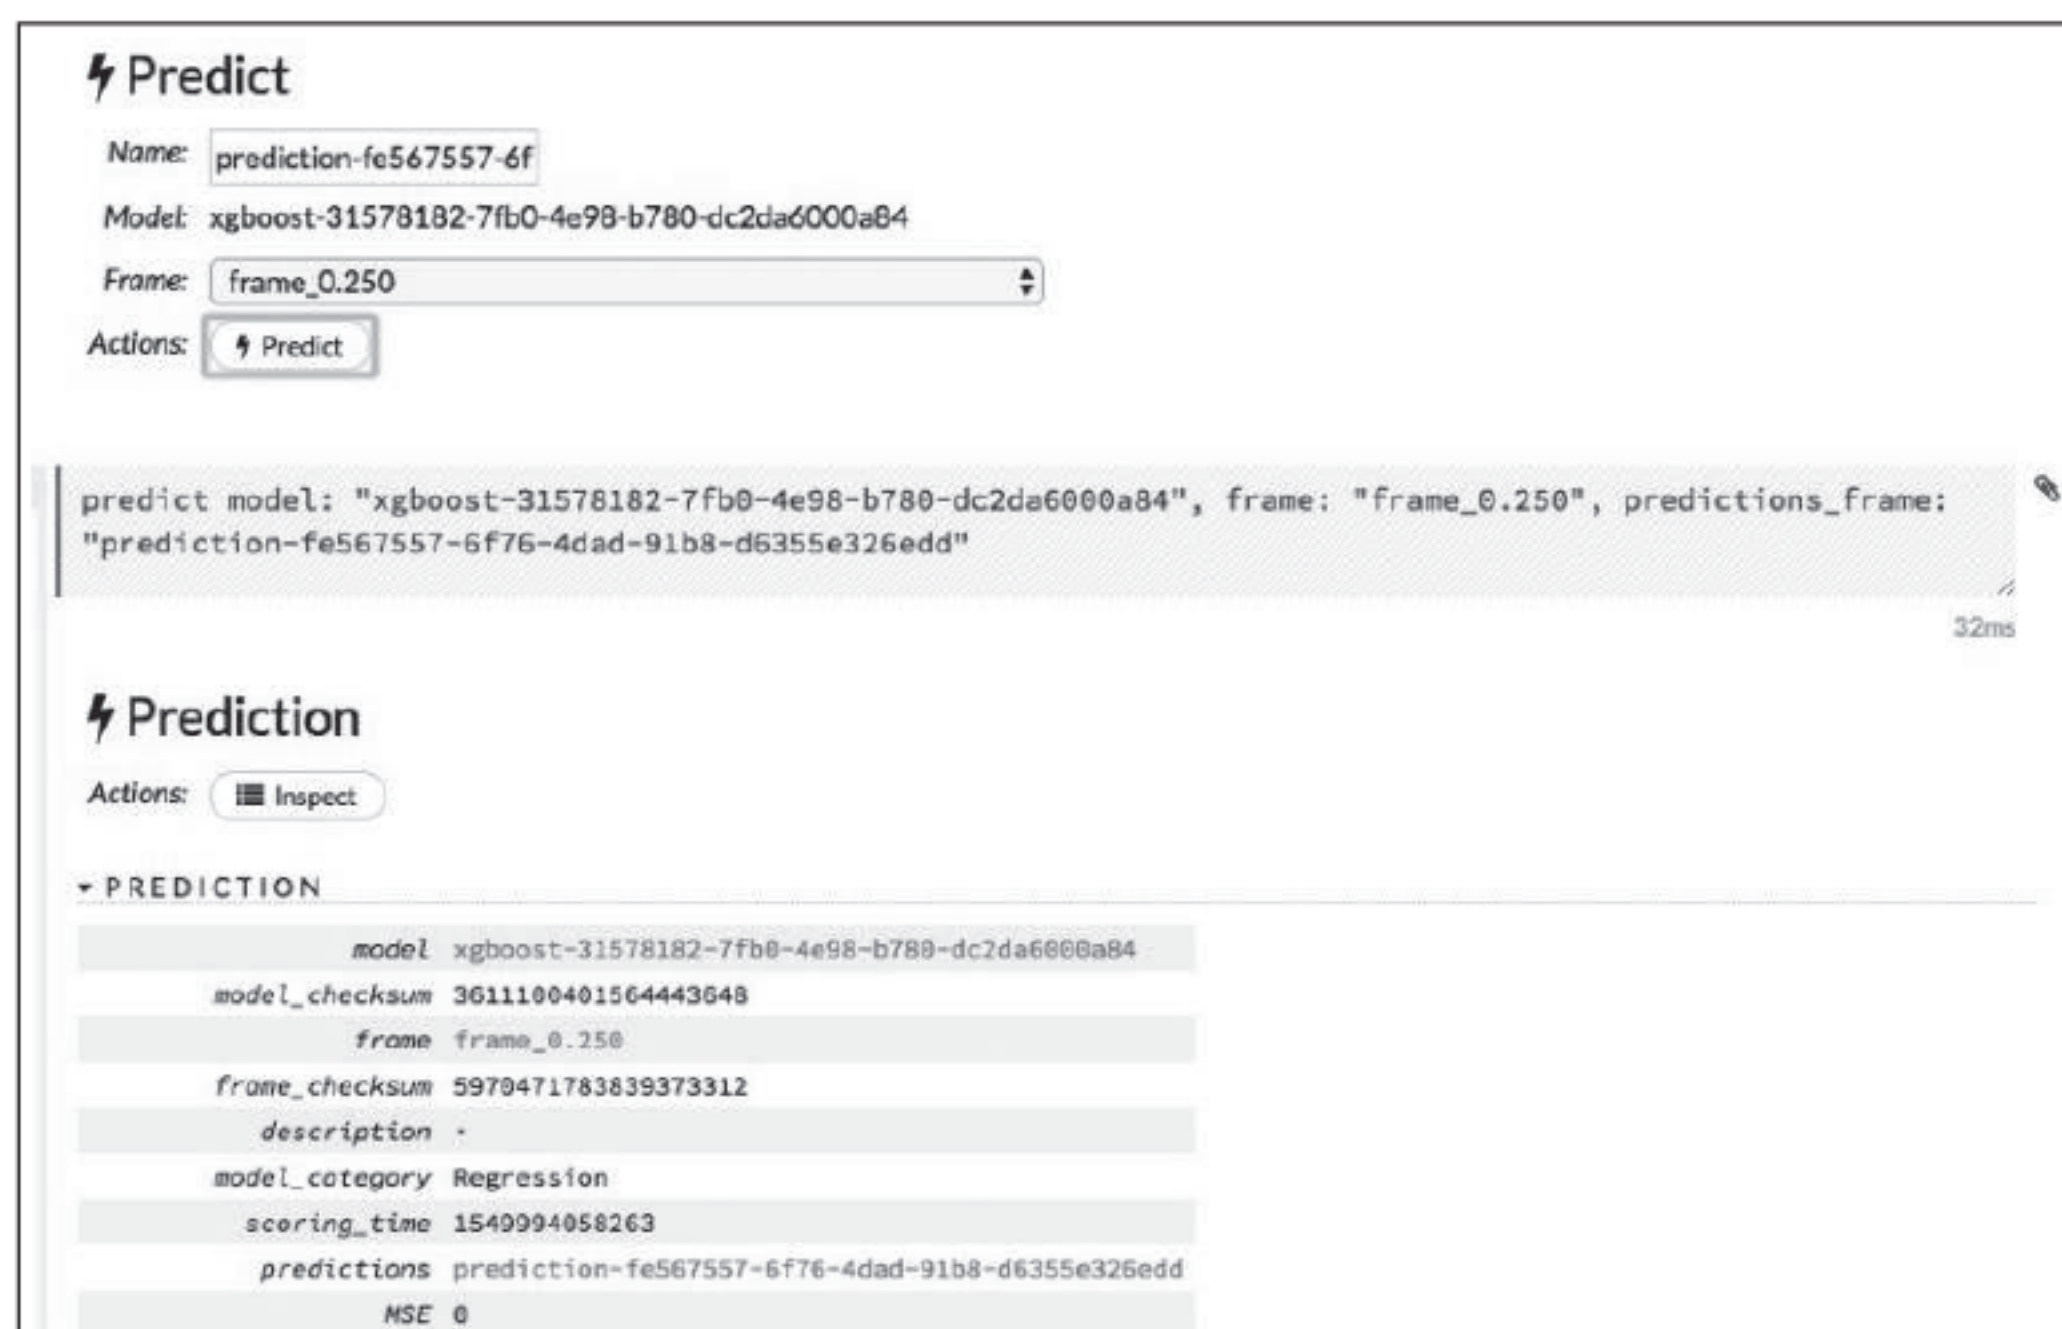 Predict
Name: prediction-fe567557-6f
Model: xgboost-31578182-7fb0-4e98-b780-dc2da6000a84
Frame: frame_0.250
Actions: Predict
predict model: "xgboost-31578182-7fb0-4e98-b780-dc2da6000a84", frame: "frame_0.250", predictions_frame:
"prediction-fe567557-6f76-4dad-91b8-d6355e326edd"
32ms
Prediction
Actions: Inspect
PREDICTION
model xgboost-31578182-7fb0-4e98-b780-dc2da6000a84
model_checksum 3611100401564443648
frame frame_0.250
frame_checksum 5970471783839373312
description -
model_category Regression
scoring_time 1549994058263
predictions prediction-fe567557-6f76-4dad-91b8-d6355e326edd
MSE 0